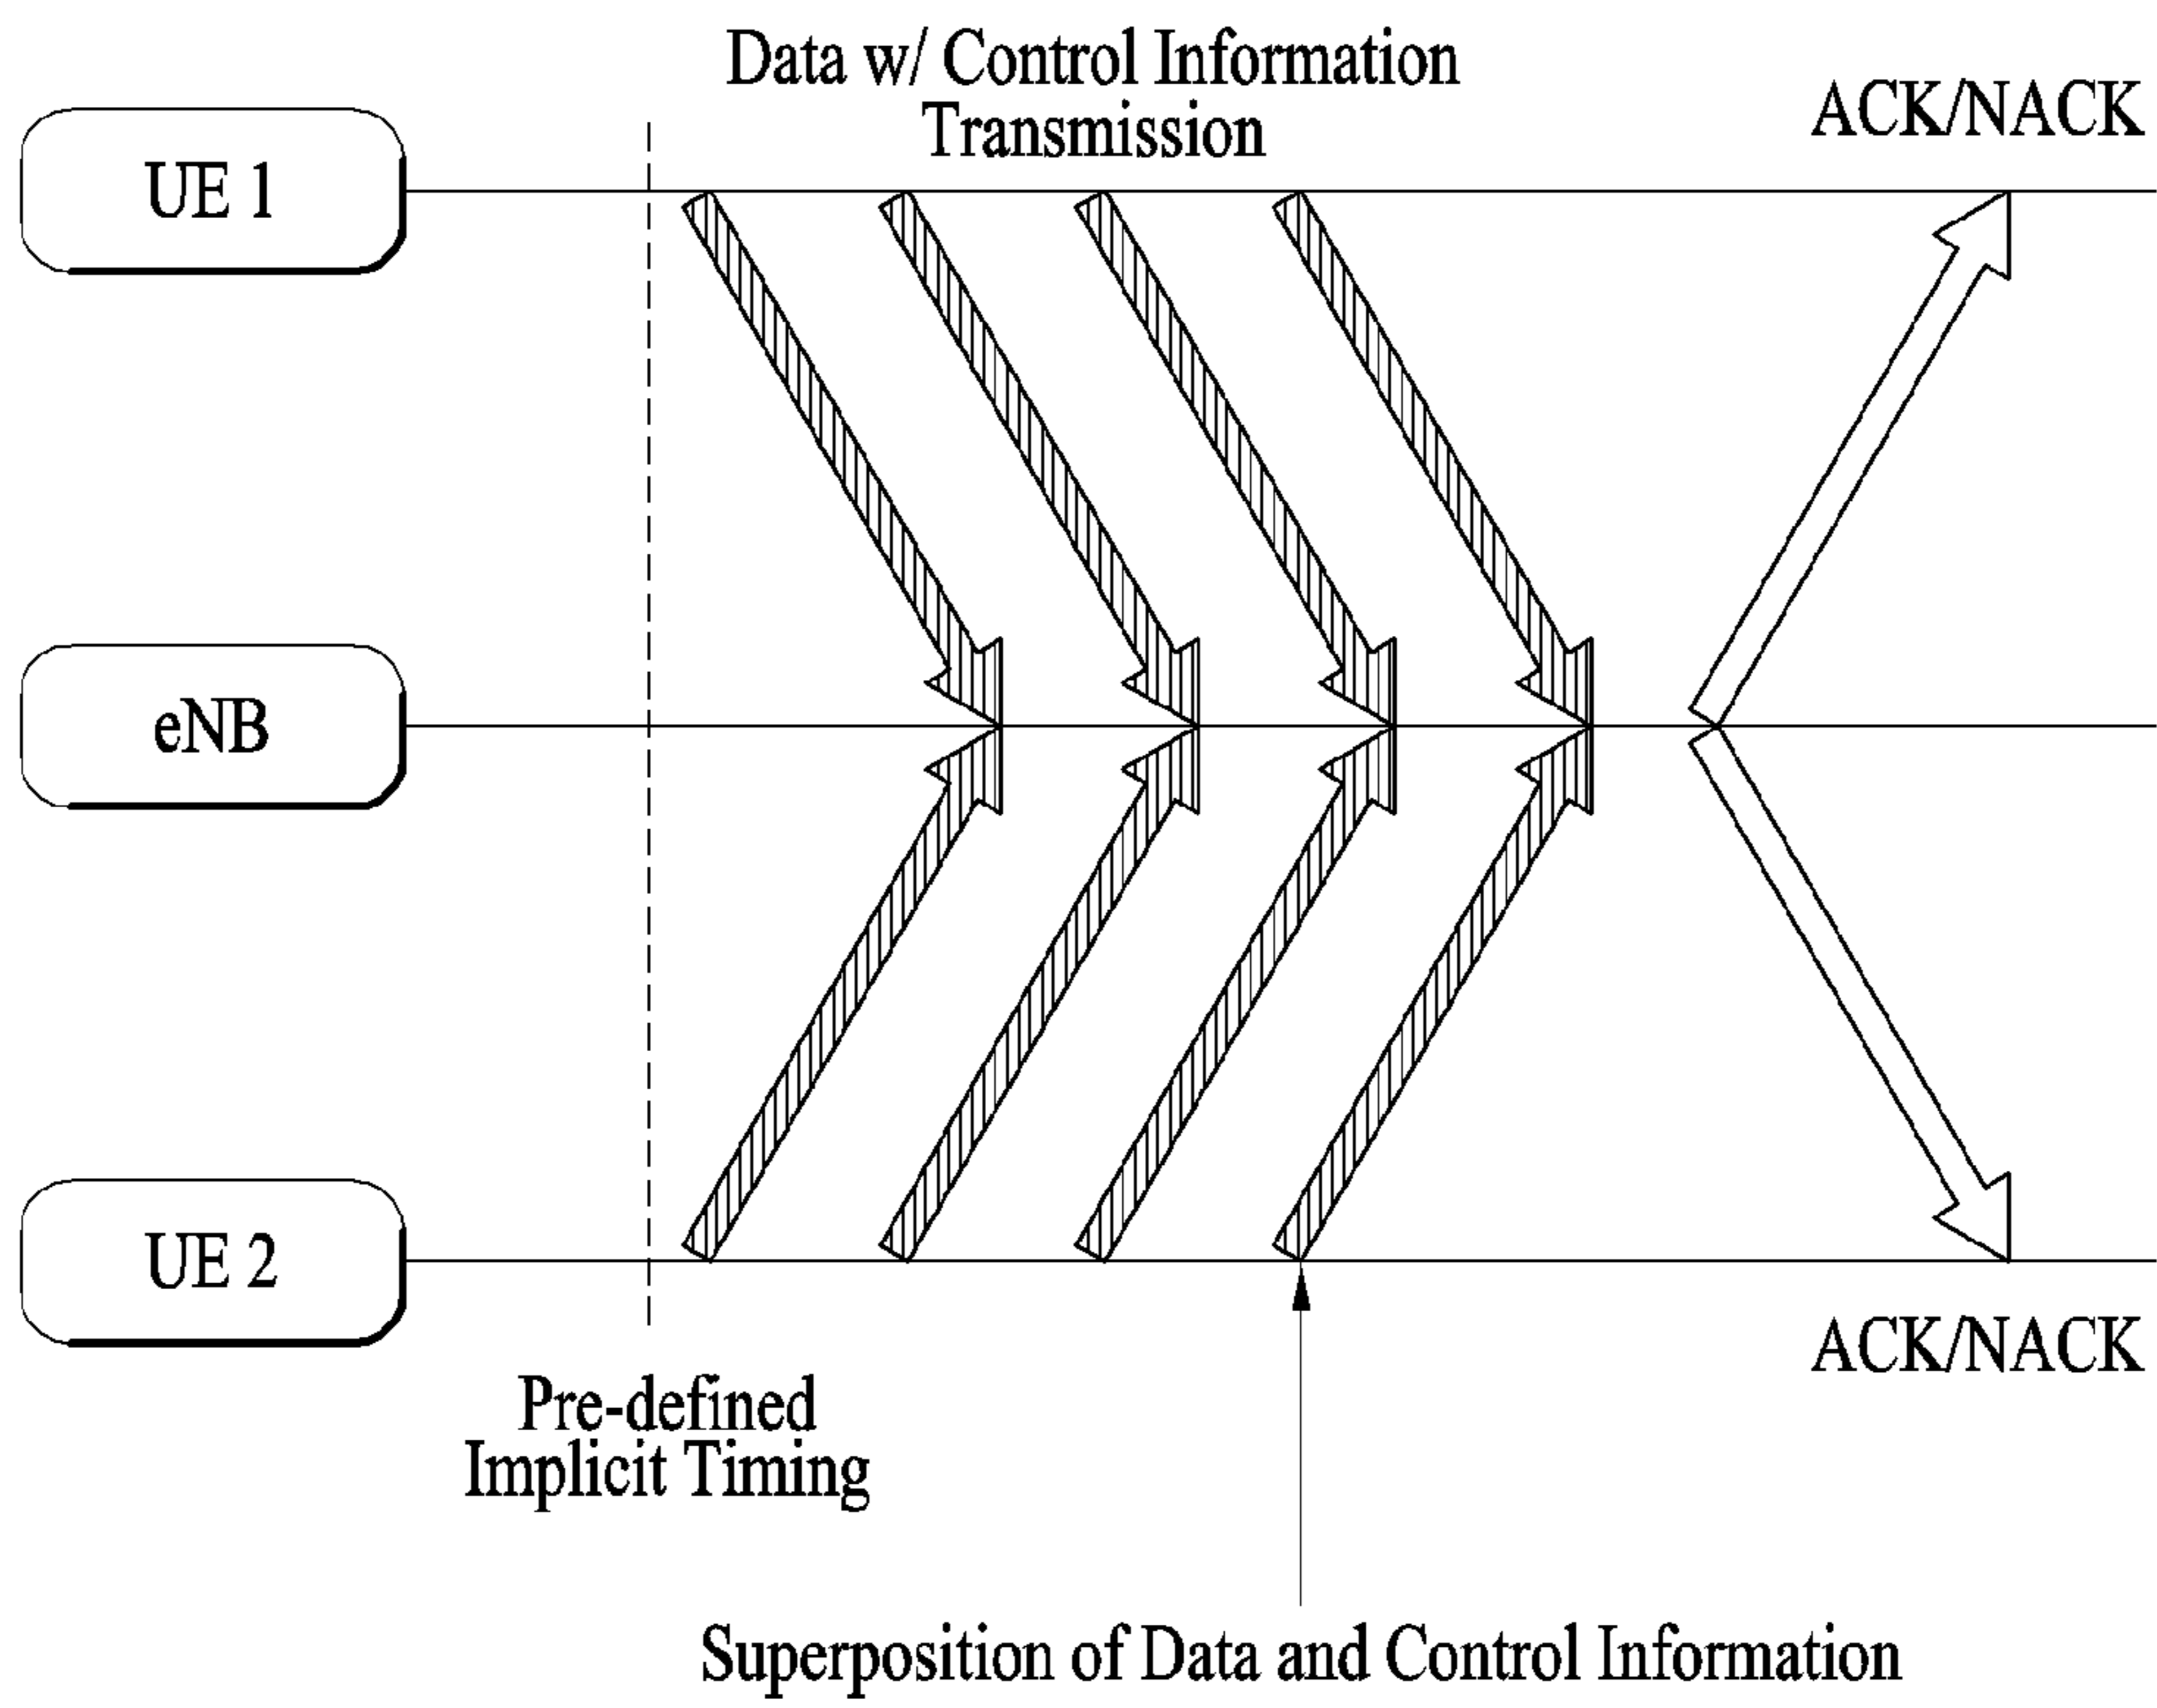 Data w/ Control Information
Transmission
ACK/NACK
UE 1
eNB
UE 2
ACK/NACK
Pre-defined
Implicit Timing
Superposition of Data and Control Information